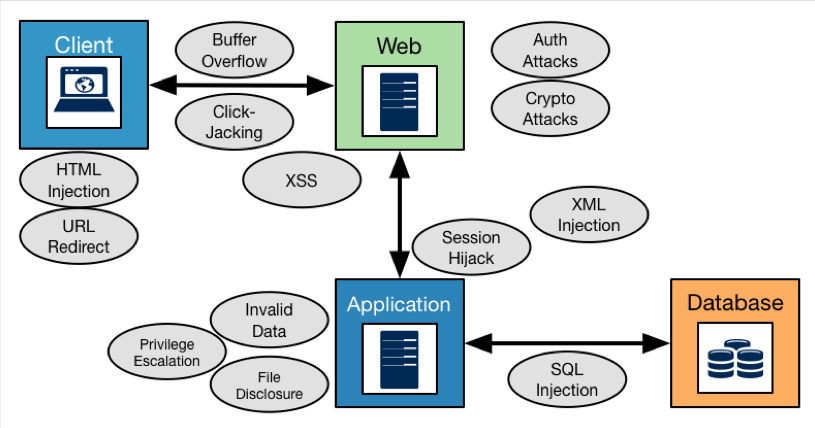 Client
Buffer
Overflow
Web
Auth
Attacks
Click-
Jacking
Crypto
Attacks
HTML
Injection
XSS
URL
Redirect
XML
Injection
Session
Hijack
Invalid
Data
Application
Database
Privilege
Escalation
File
Disclosure
SQL
Injection